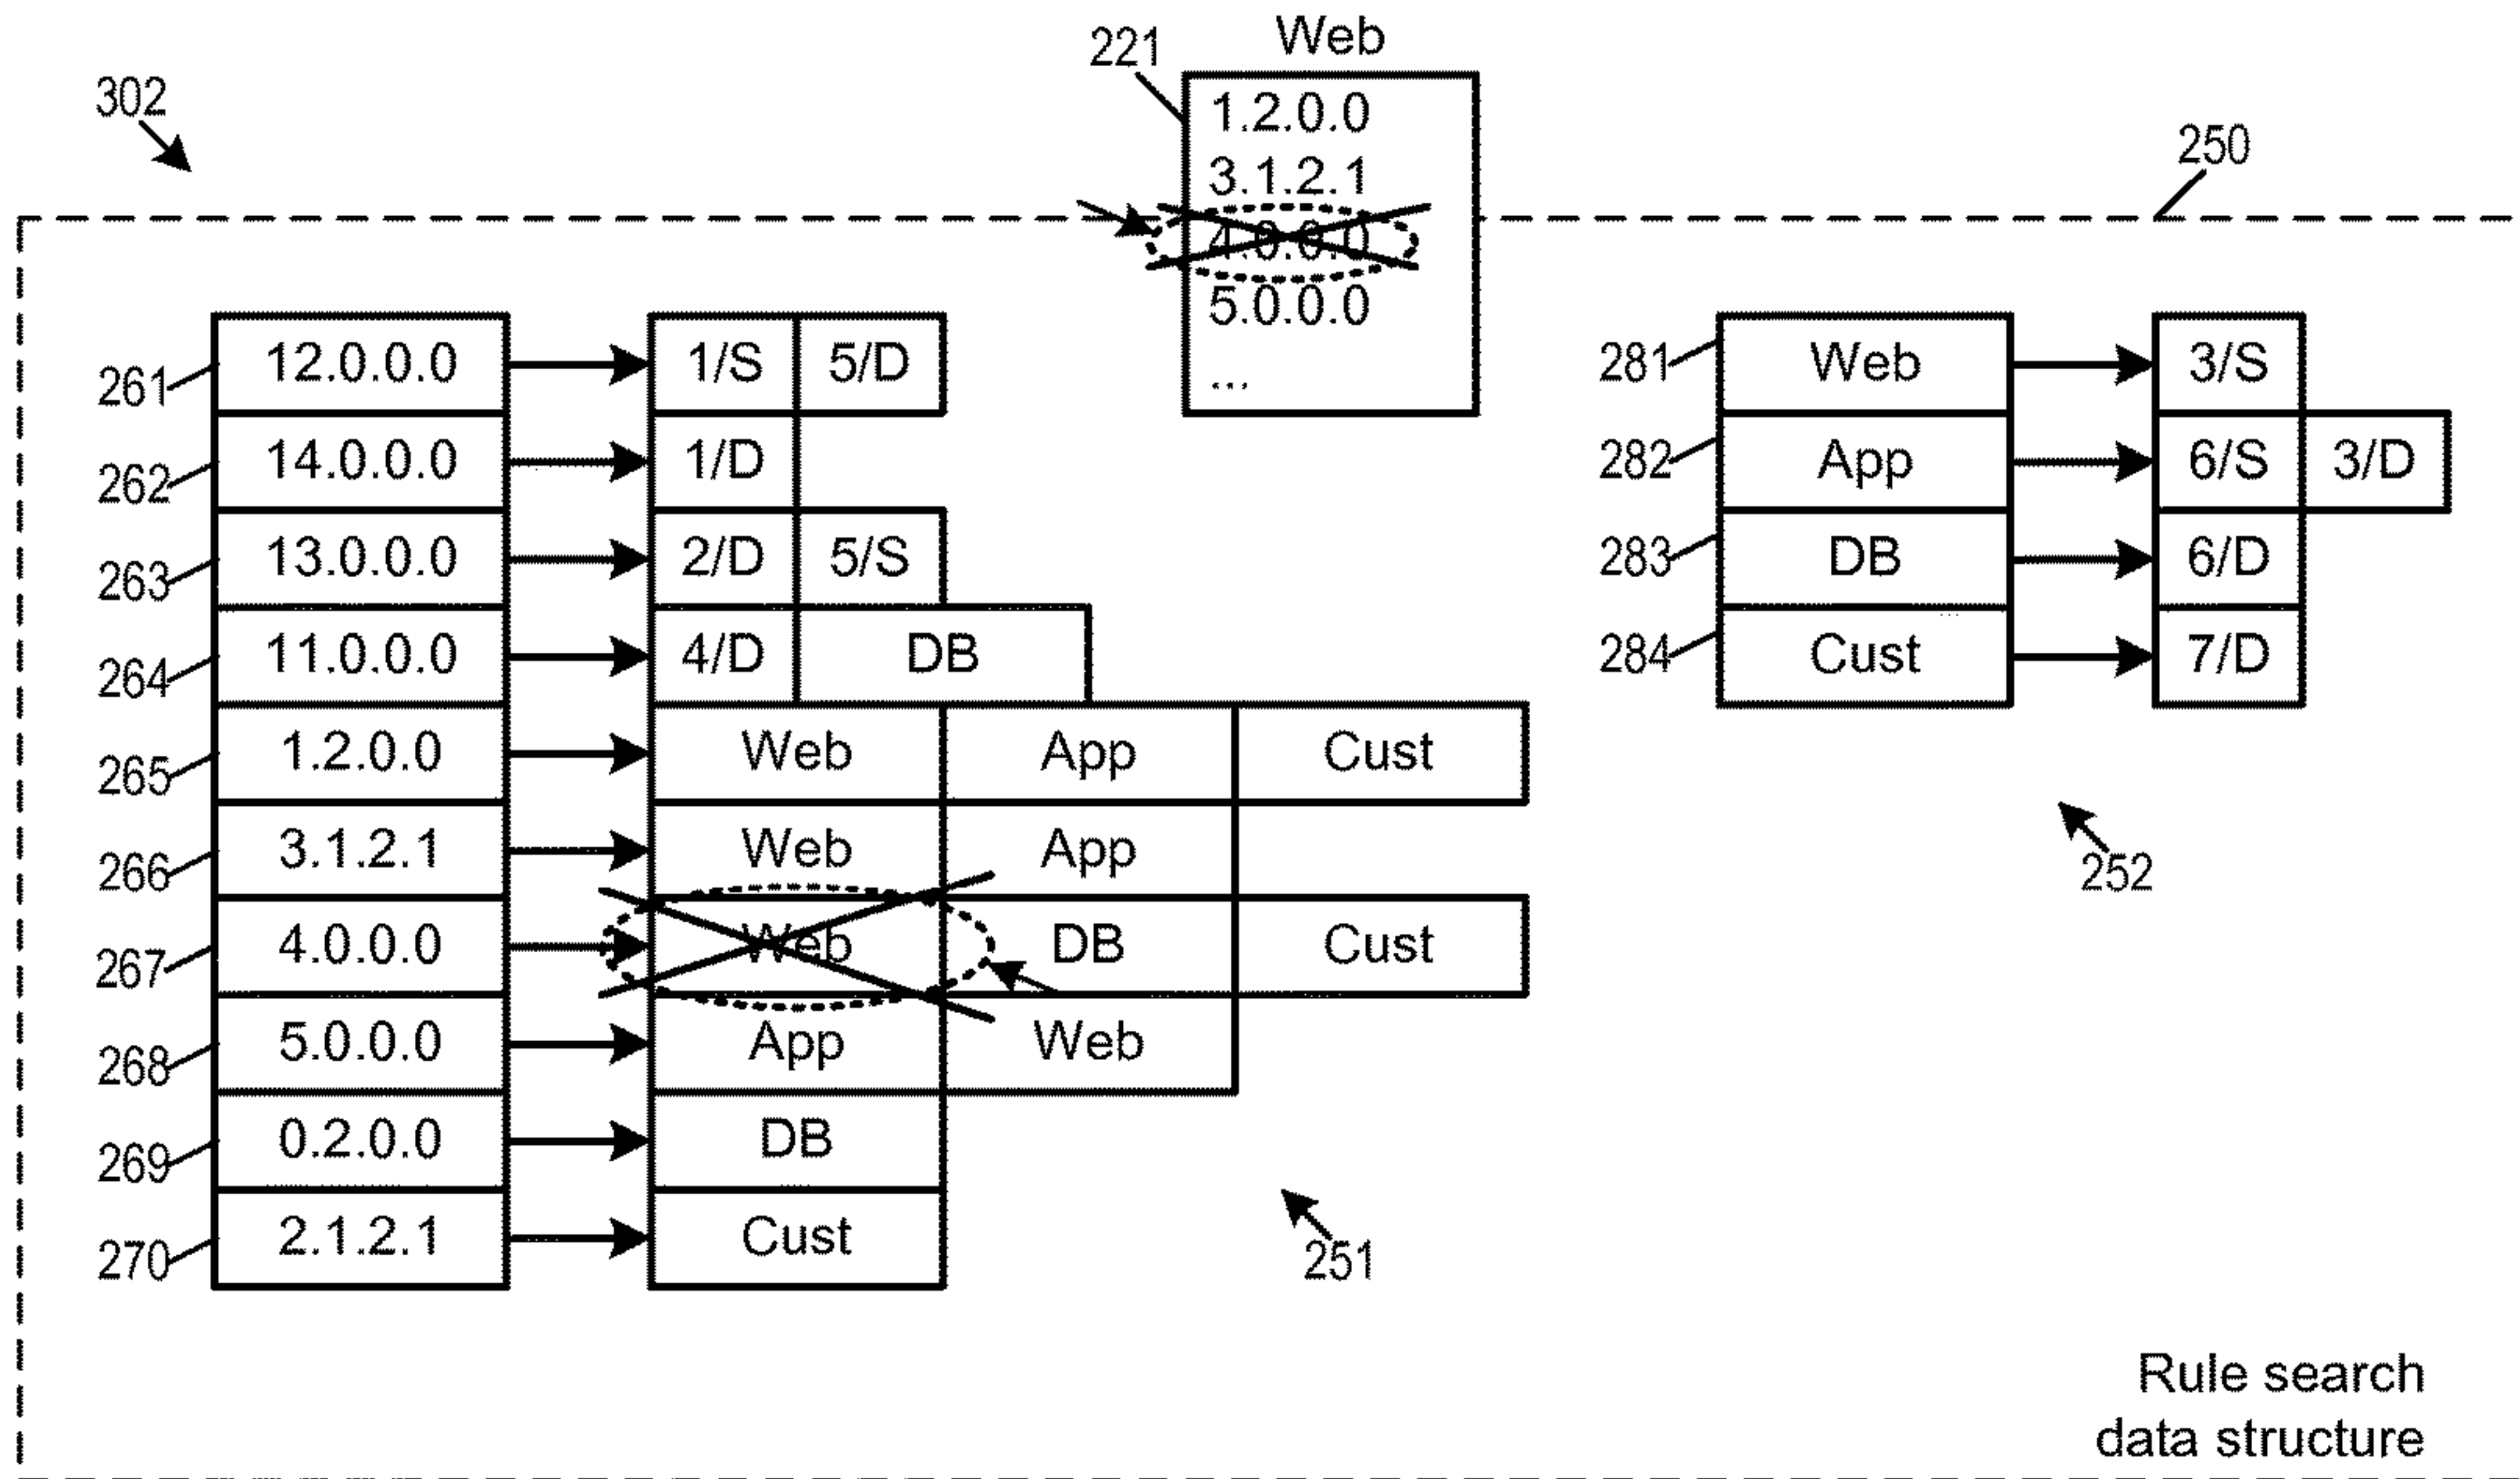 Web
221
302
1.2.0.0
3.1.2.1
4.0.0.0
5.0.0.0
...
250
261 12.0.0.0 1/S 5/D
262 14.0.0.0 1/D
263 13.0.0.0 2/D 5/S
264 11.0.0.0 4/D DB
265 1.2.0.0 Web App Cust
266 3.1.2.1 Web App
267 4.0.0.0 Web DB Cust
268 5.0.0.0 App Web
269 0.2.0.0 DB
270 2.1.2.1 Cust
251
281 Web 3/S
282 App 6/S 3/D
283 DB 6/D
284 Cust 7/D
252
Rule search
data structure